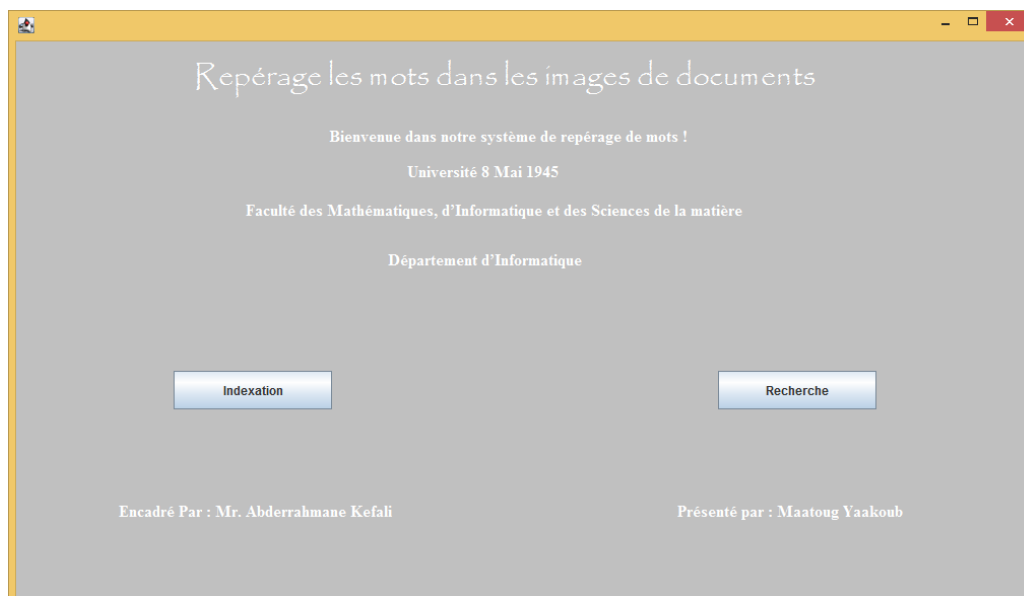 Repérage les mots dans les images de documents
Bienvenue dans notre système de repérage de mots !
Université 8 Mai 1945
Faculté des Mathématiques, d'Informatique et des Sciences de la matière
Département d'Informatique
Indexation Recherche
Encadré Par : Mr. Abderrahmane Kefali Présenté par : Maatoug Yaakoub